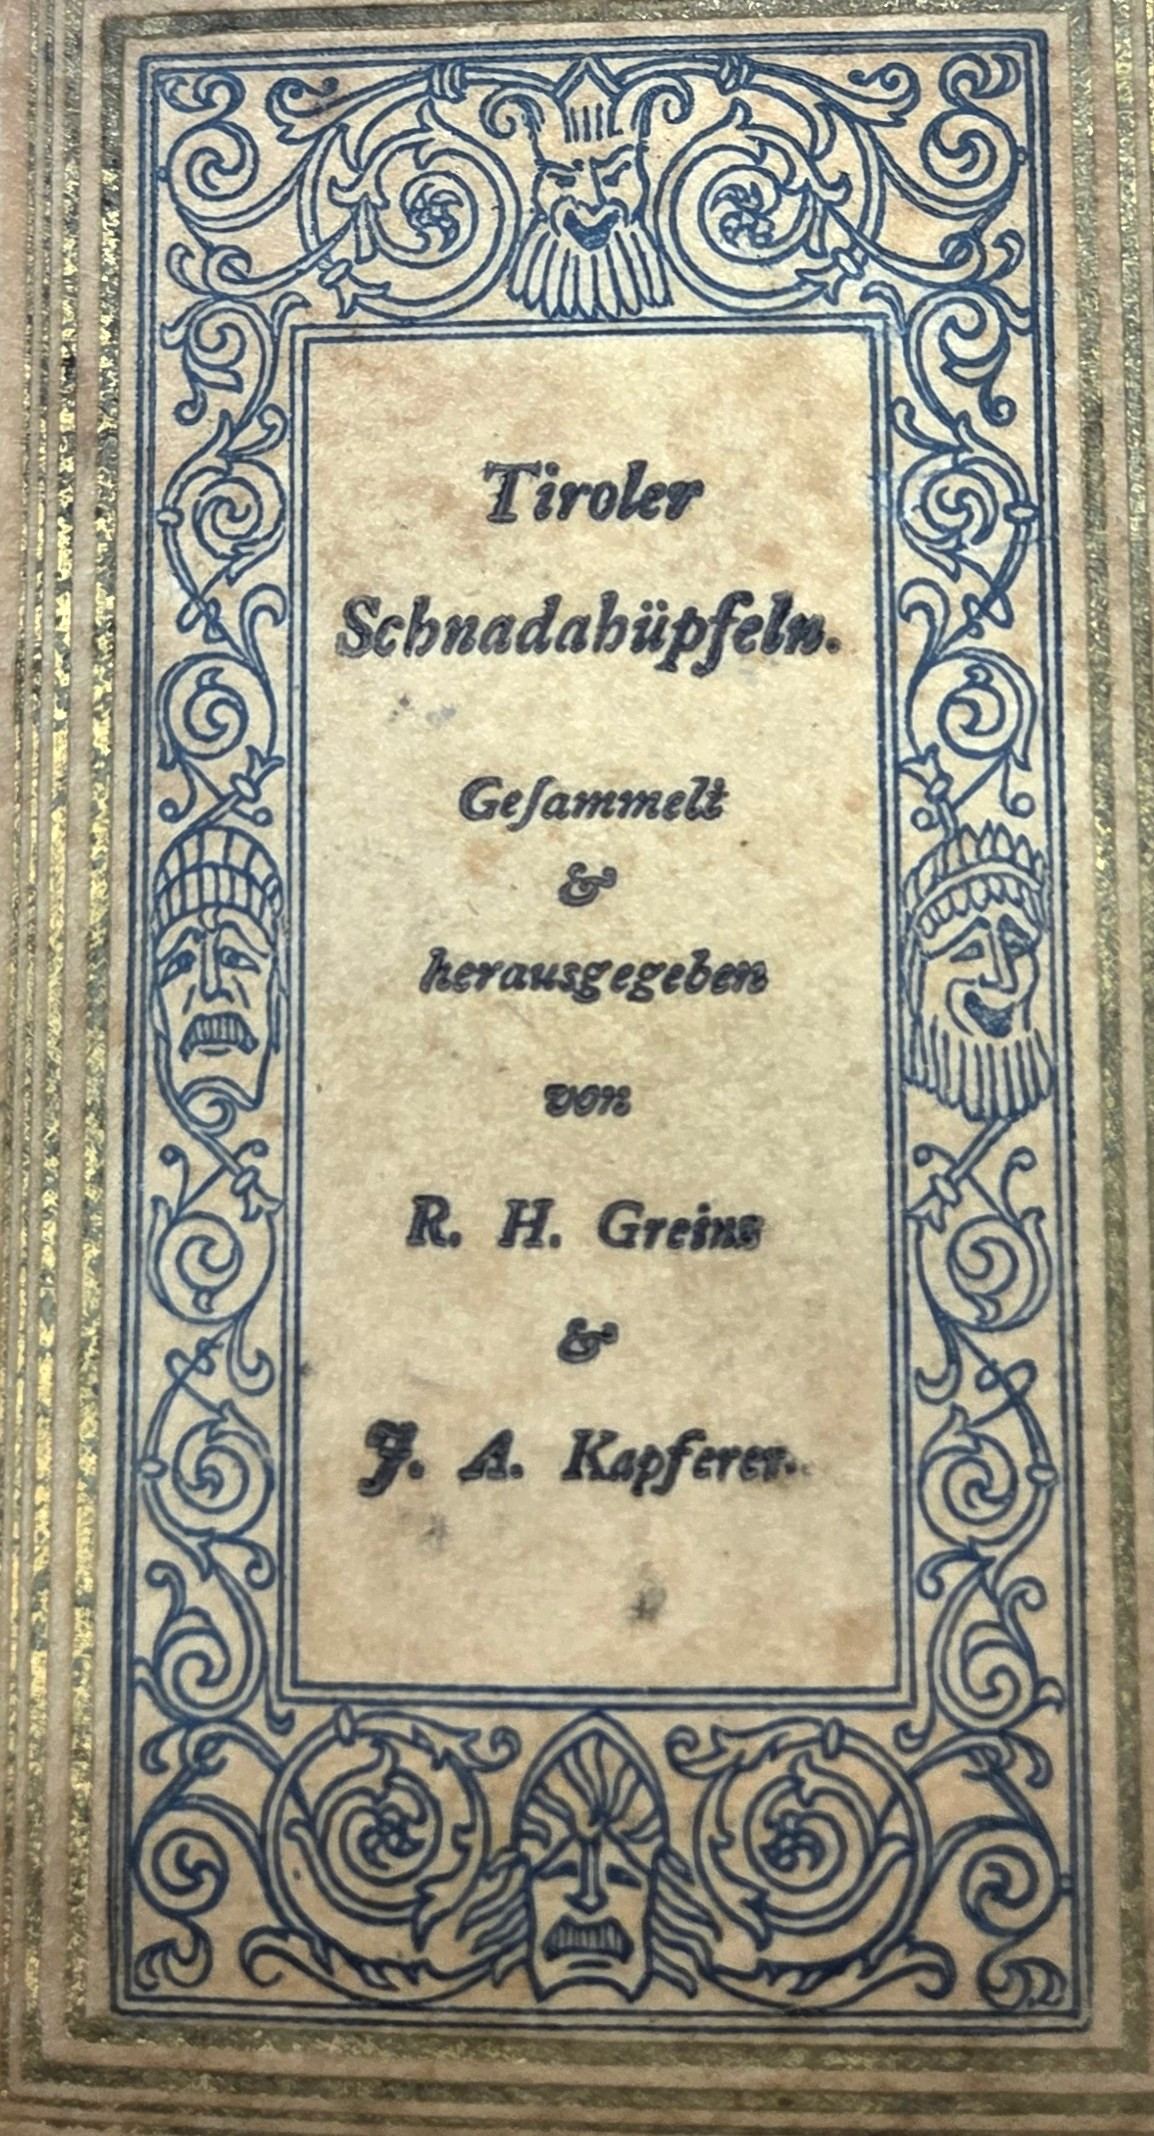 Tiroler
Schnadahüpfeln.
Geſammelt
&
herausgegeben
von
R. H. Greinz
&
J. A. Kapferer.